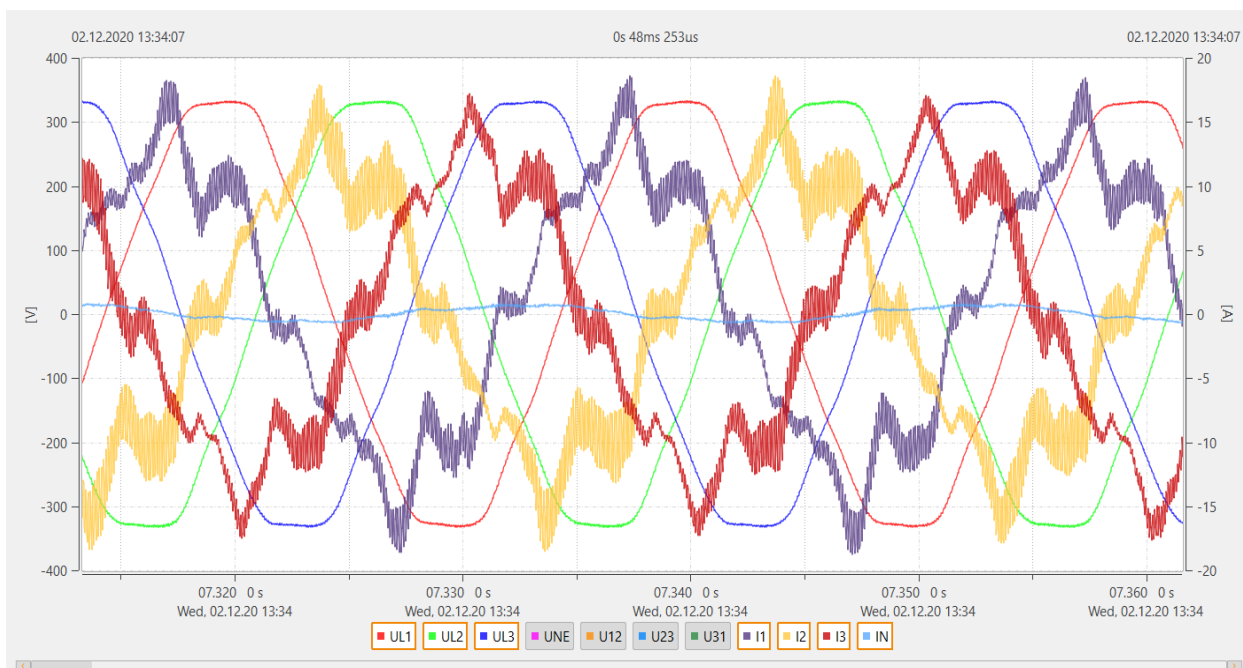 02.12.2020 13:34:07 0s 48ms 253µs 02.12.2020 13:34:07
400 20
300 15
200 10
100 5
[V] 0 0 [A]
-100 -5
-200 -10
-300 -15
-400 -20
07.320 0 s 07.330 0 s 07.340 0 s 07.350 0 s 07.360 0 s
Wed, 02.12.20 13:34 Wed, 02.12.20 13:34 Wed, 02.12.20 13:34 Wed, 02.12.20 13:34 Wed, 02.12.20 13:34
UL1 UL2 UL3 UNE U12 U23 U31 I1 I2 I3 IN